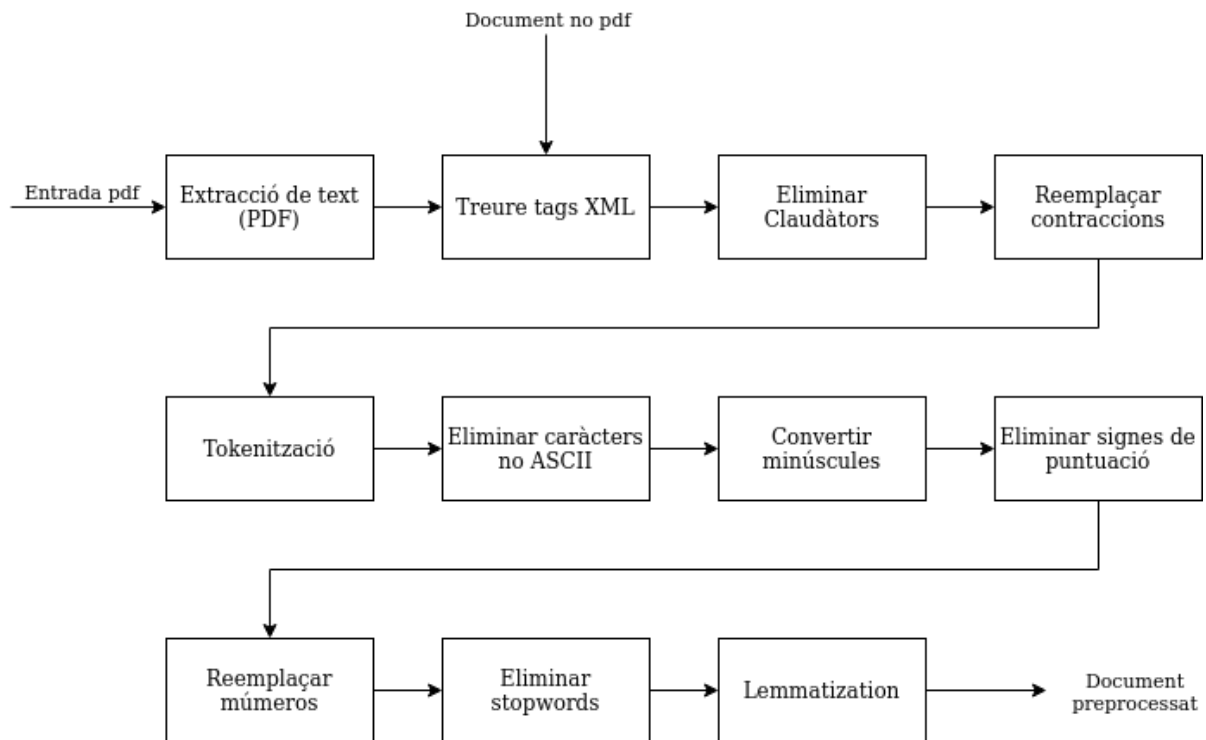 Document no pdf
Entrada pdf
Extracció de text
(PDF)
Treure tags XML
Eliminar
Claudàtors
Reemplaçar
contraccions
Tokenització
Eliminar caràcters
no ASCII
Convertir
minúscules
Eliminar signes de
puntuació
Reemplaçar
múmeros
Eliminar
stopwords
Lemmatization
Document
preprocessat